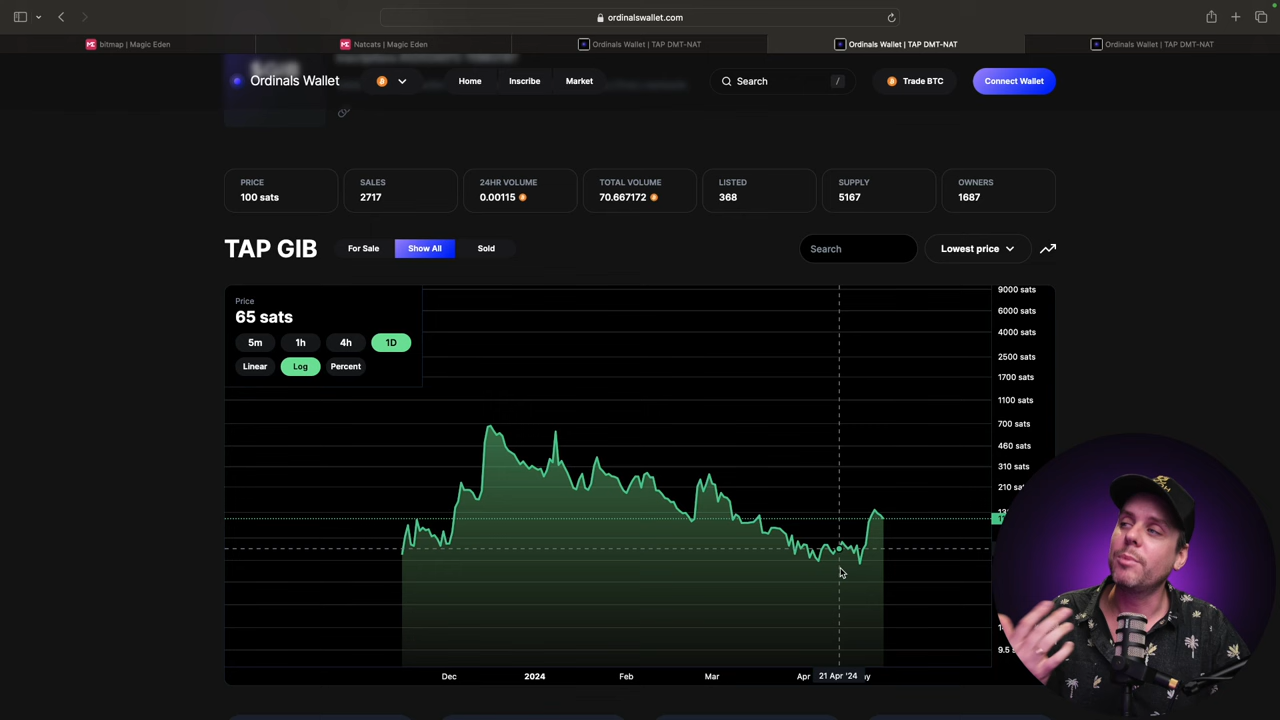 ordinalswallet.com
bitmap | Magic Eden
Natcats | Magic Eden
Ordinals Wallet | TAP DMT-NAT
Ordinals Wallet | TAP DMT-NAT
Ordinals Wallet | TAP DMT-NAT
Ordinals Wallet
Home
Inscribe
Market
Search
/
Trade BTC
Connect Wallet
PRICE
100 sats
SALES
2717
24HR VOLUME
0.00115
TOTAL VOLUME
70.667172
LISTED
368
SUPPLY
5167
OWNERS
1687
TAP GIB
For Sale
Show All
Sold
Search
Lowest price
Price
65 sats
5m
1h
4h
1D
Linear
Log
Percent
9000 sats
6000 sats
4000 sats
2500 sats
1700 sats
1100 sats
700 sats
460 sats
310 sats
210
9.5
Dec
2024
Feb
Mar
Apr
21 Apr '24